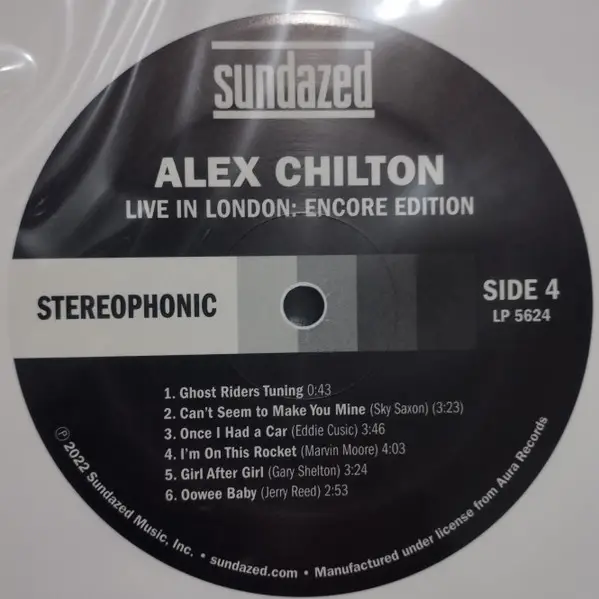 sundazed
ALEX CHILTON
LIVE IN LONDON: ENCORE EDITION
STEREOPHONIC
SIDE 4
LP 5624
1. Ghost Riders Tuning 0:43
2. Can't Seem to Make You Mine (Sky Saxon) (3:23)
3. Once I Had a Car (Eddie Cusic) 3:46
4. I'm On This Rocket (Marvin Moore) 4:03
5. Girl After Girl (Gary Shelton) 3:24
6. Oowee Baby (Jerry Reed) 2:53
℗ 2022 Sundazed Music, Inc. • sundazed.com • Manufactured under license from Aura Records